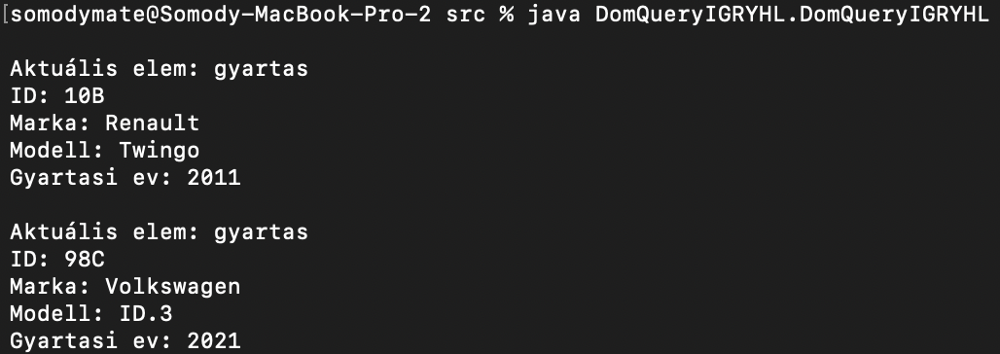 [somodymate@Somody-MacBook-Pro-2 src % java DomQueryIGRYHL.DomQueryIGRYHL
Aktuális elem: gyartas
ID: 10B
Marka: Renault
Modell: Twingo
Gyartasi ev: 2011
Aktuális elem: gyartas
ID: 98C
Marka: Volkswagen
Modell: ID.3
Gyartasi ev: 2021